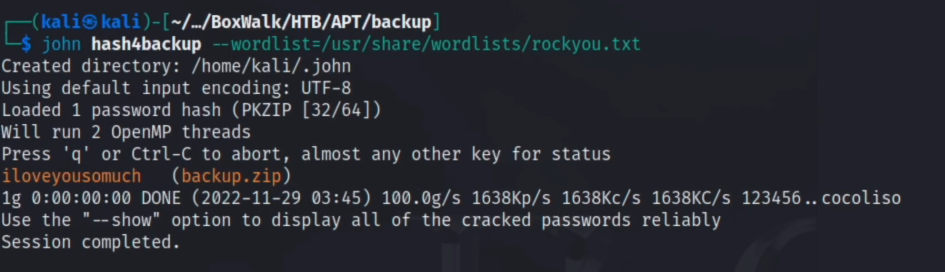 ┌──(kali㉿kali)-[~/…/BoxWalk/HTB/APT/backup]
└─$ john hash4backup --wordlist=/usr/share/wordlists/rockyou.txt
Created directory: /home/kali/.john
Using default input encoding: UTF-8
Loaded 1 password hash (PKZIP [32/64])
Will run 2 OpenMP threads
Press 'q' or Ctrl-C to abort, almost any other key for status
iloveyousomuch   (backup.zip)
1g 0:00:00:00 DONE (2022-11-29 03:45) 100.0g/s 1638Kp/s 1638Kc/s 1638KC/s 123456..cocoliso
Use the "--show" option to display all of the cracked passwords reliably
Session completed.